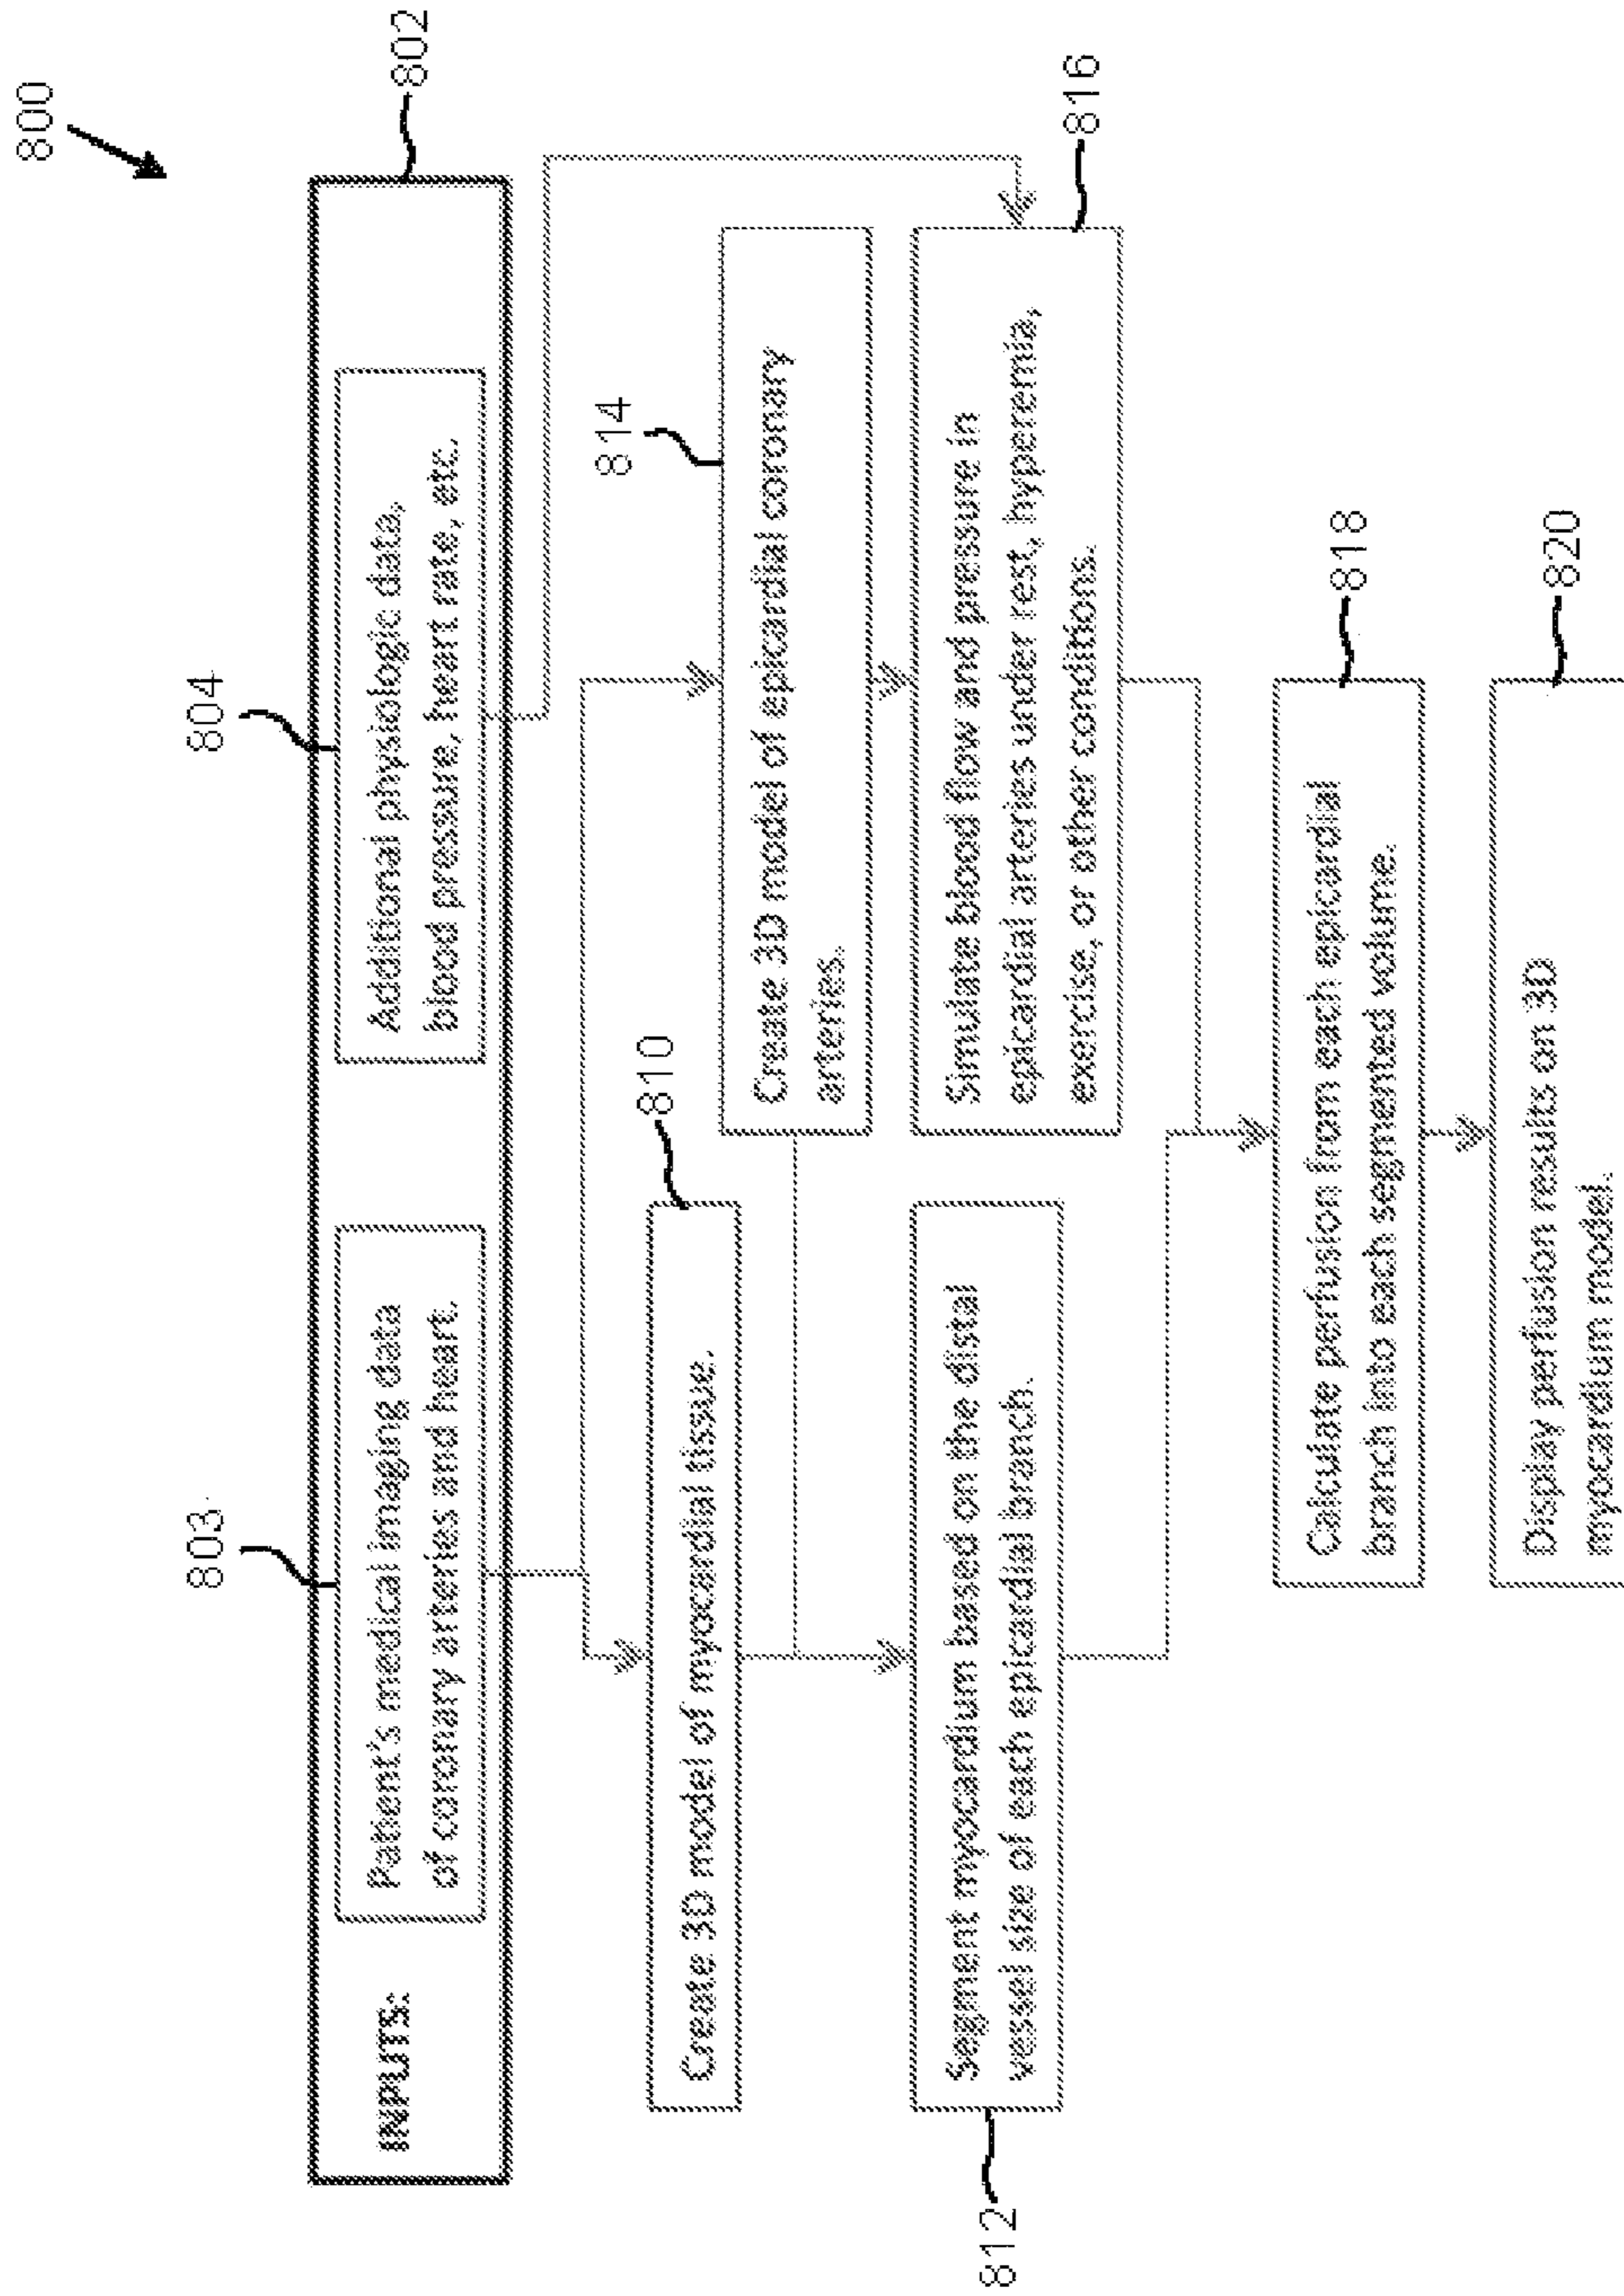 800
802
803
804
INPUTS:
Patient's medical imaging data
of coronary arteries and heart.
Additional physiologic data,
blood pressure, heart rate, etc.
810
Create 3D model of myocardial tissue.
814
Create 3D model of epicardial coronary
arteries.
812
Segment myocardium based on the distal
vessel size of each epicardial branch.
816
Simulate blood flow and pressure in
epicardial arteries under rest, hyperemia,
exercise, or other conditions.
818
Calculate perfusion from each epicardial
branch into each segmented volume.
820
Display perfusion results on 3D
myocardium model.